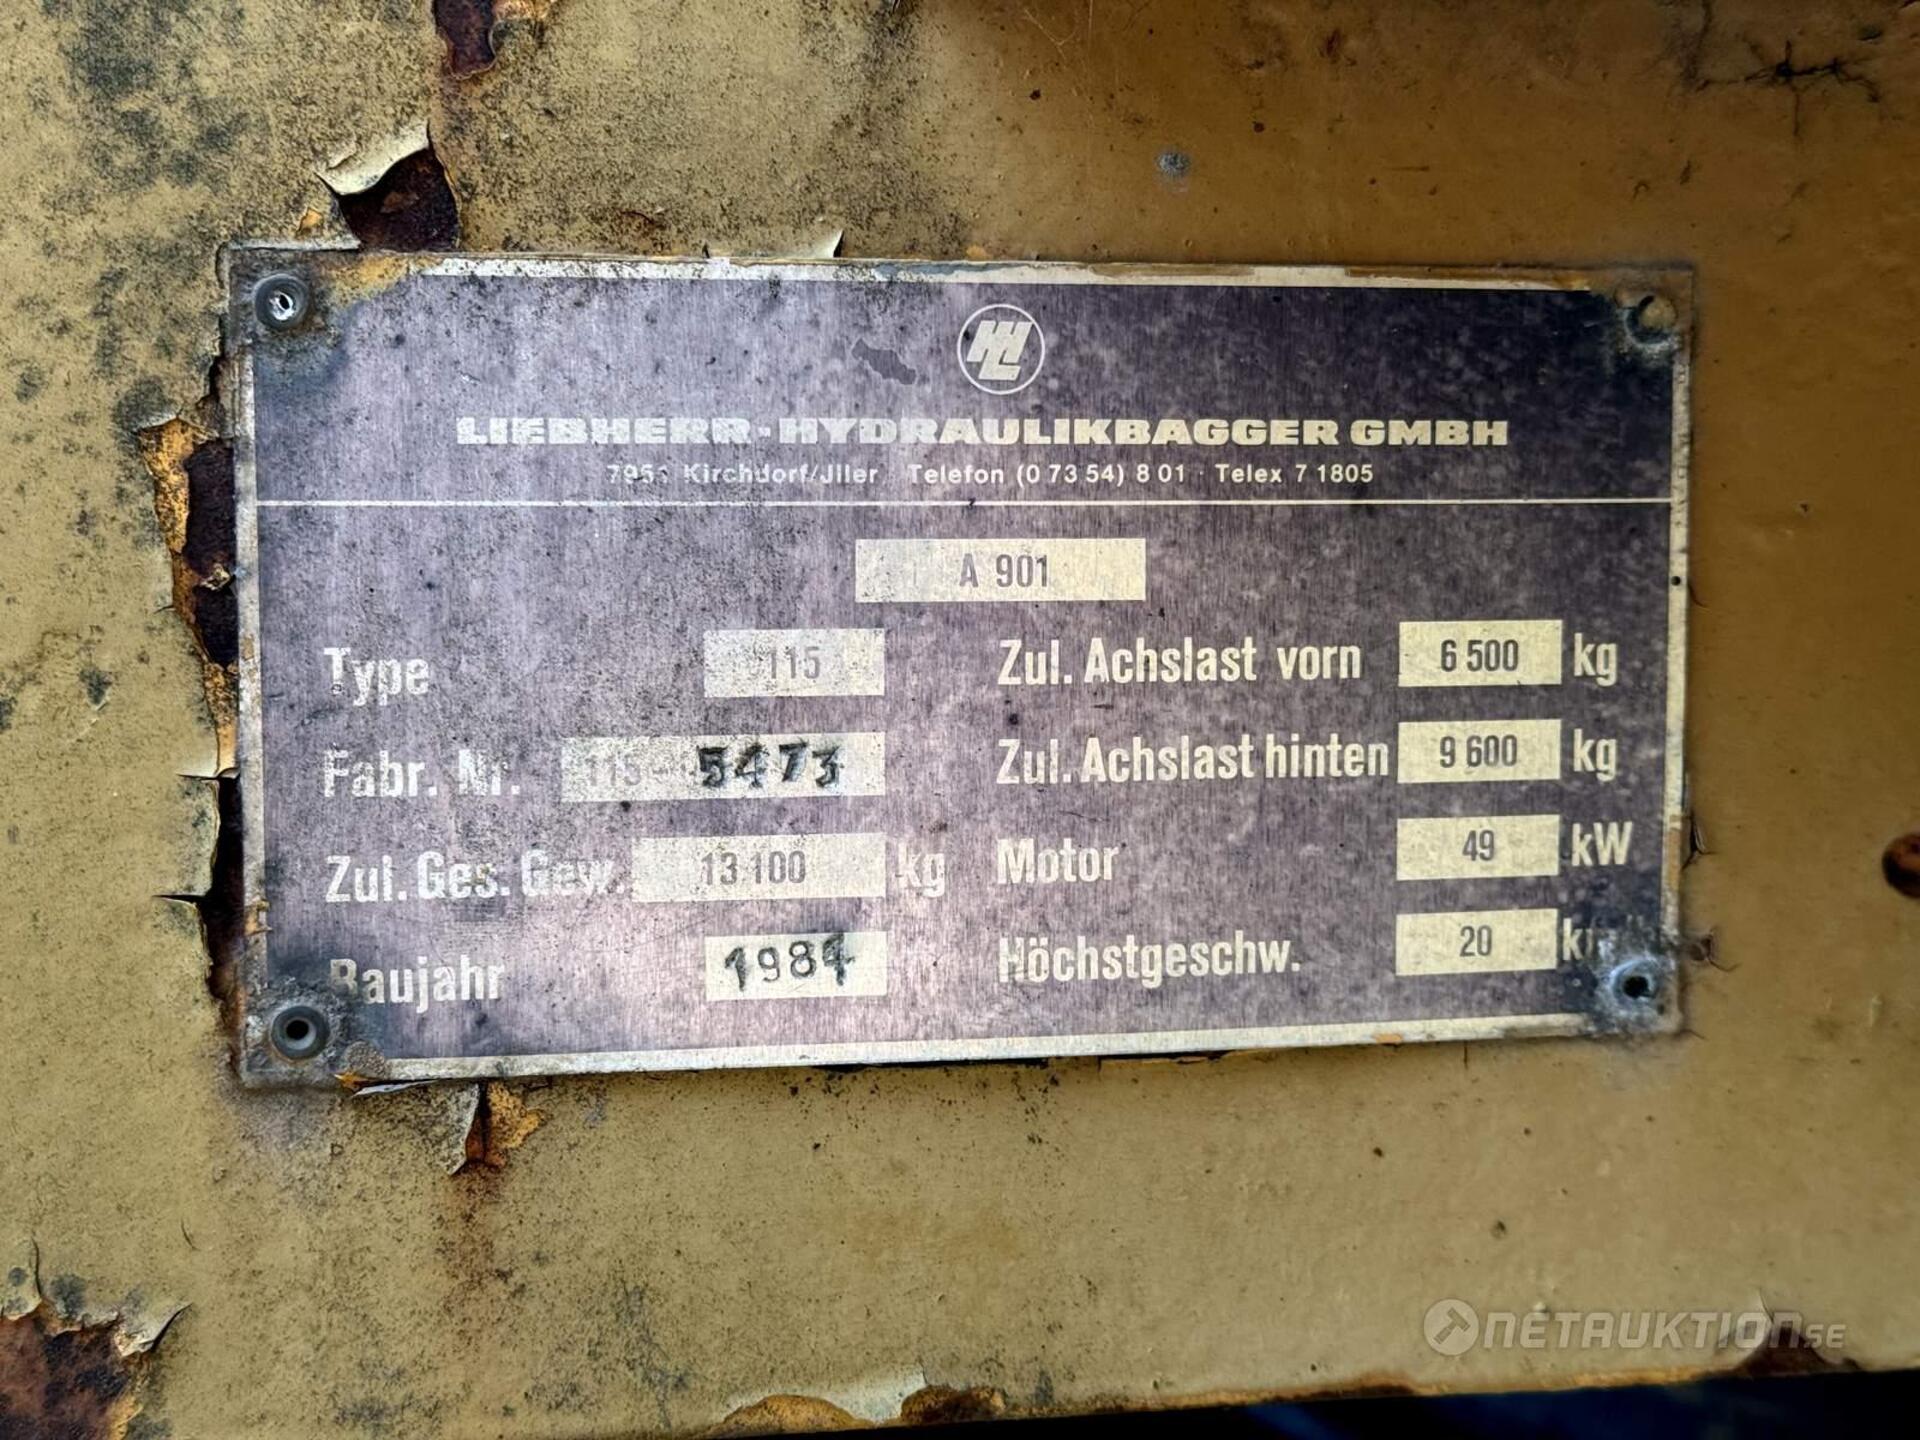 LIEBHERR-HYDRAULIKBAGGER GMBH
Kirchdorf/Jller · Telefon (0 73 54) 8 01 · Telex 7 1805
A 901
Type 115
Zul. Achslast vorn 6 500 kg
Fabr. Nr. 115 - 5473
Zul. Achslast hinten 9 600 kg
Zul. Ges. Gew. 13 100 kg
Motor 49 kW
Baujahr 1984
Höchstgeschw. 20
NETAUKTION.SE